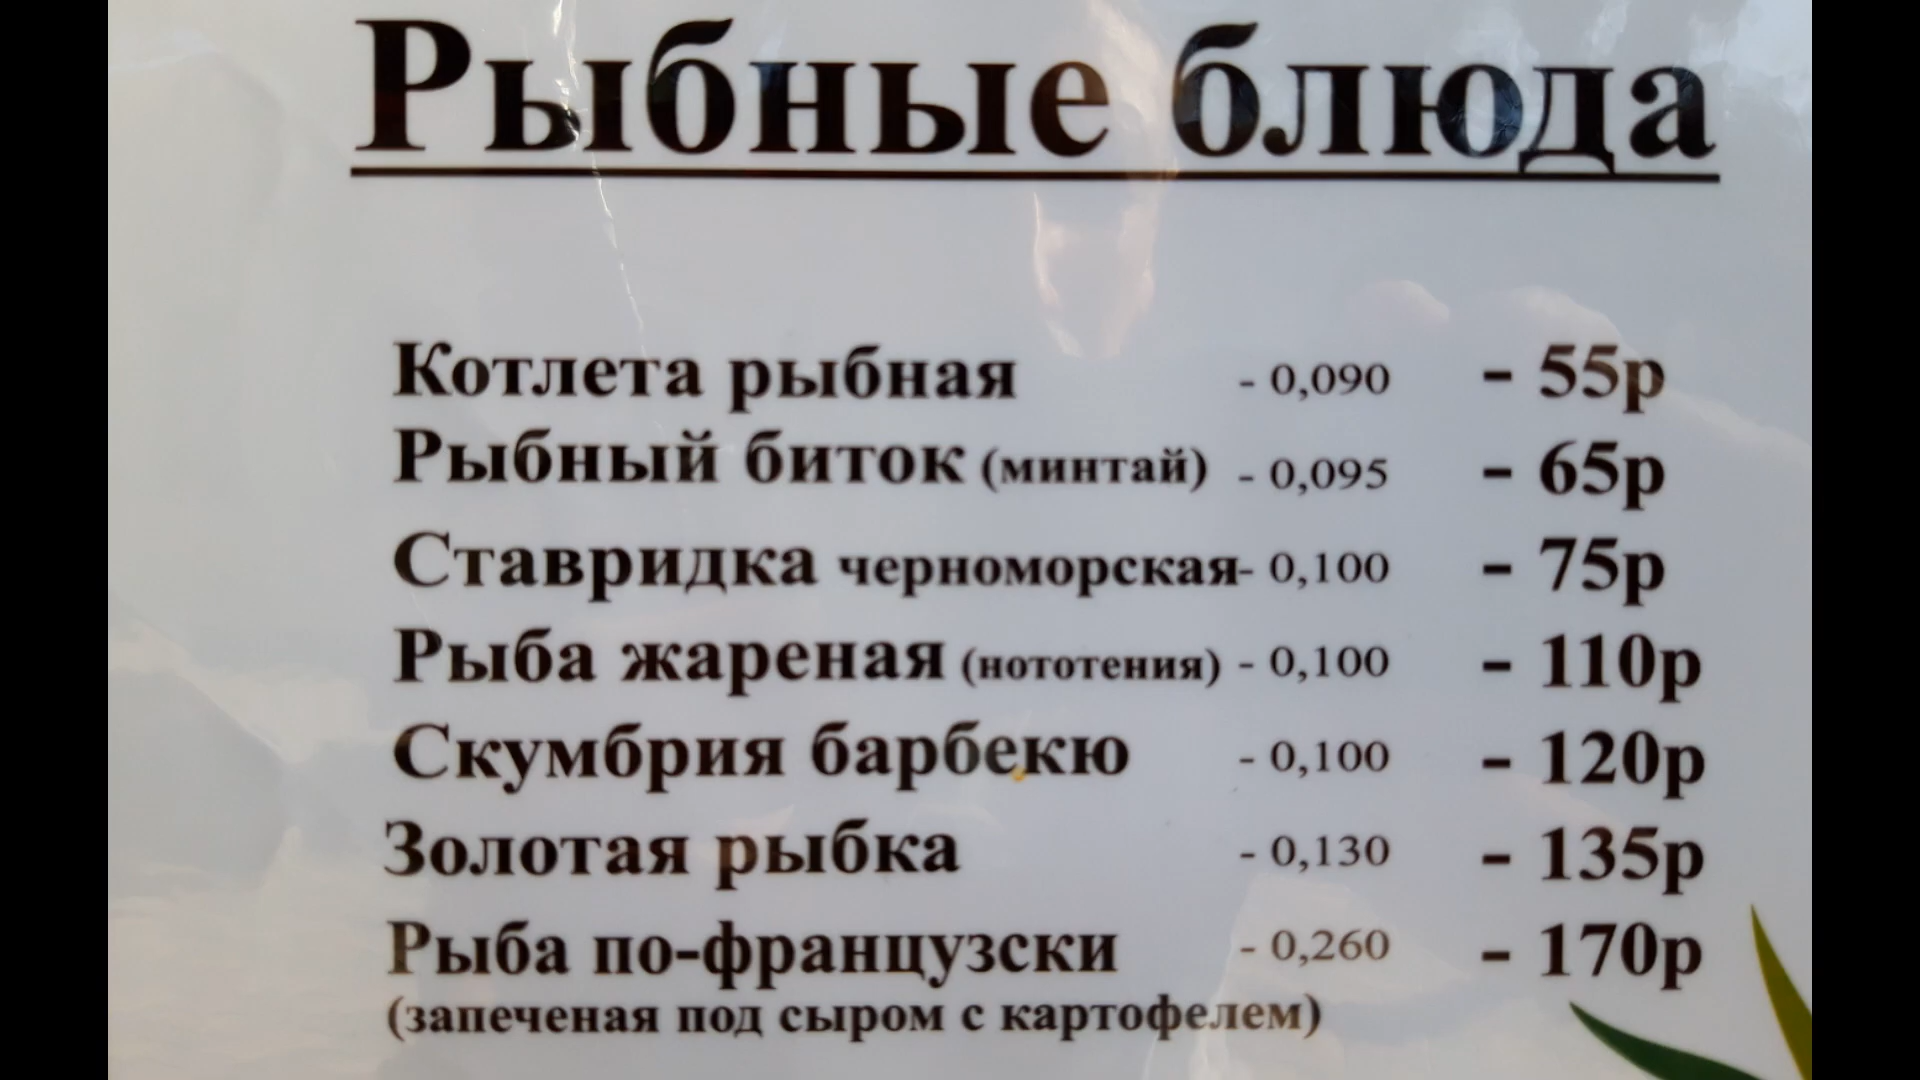 Рыбные блюда
Котлета рыбная - 0,090 - 55р
Рыбный биток (минтай) - 0,095 - 65р
Ставридка черноморская- 0,100 - 75р
Рыба жареная (нототения) - 0,100 - 110р
Скумбрия барбекю - 0,100 - 120р
Золотая рыбка - 0,130 - 135р
Рыба по-французски - 0,260 - 170р
(запеченая под сыром с картофелем)